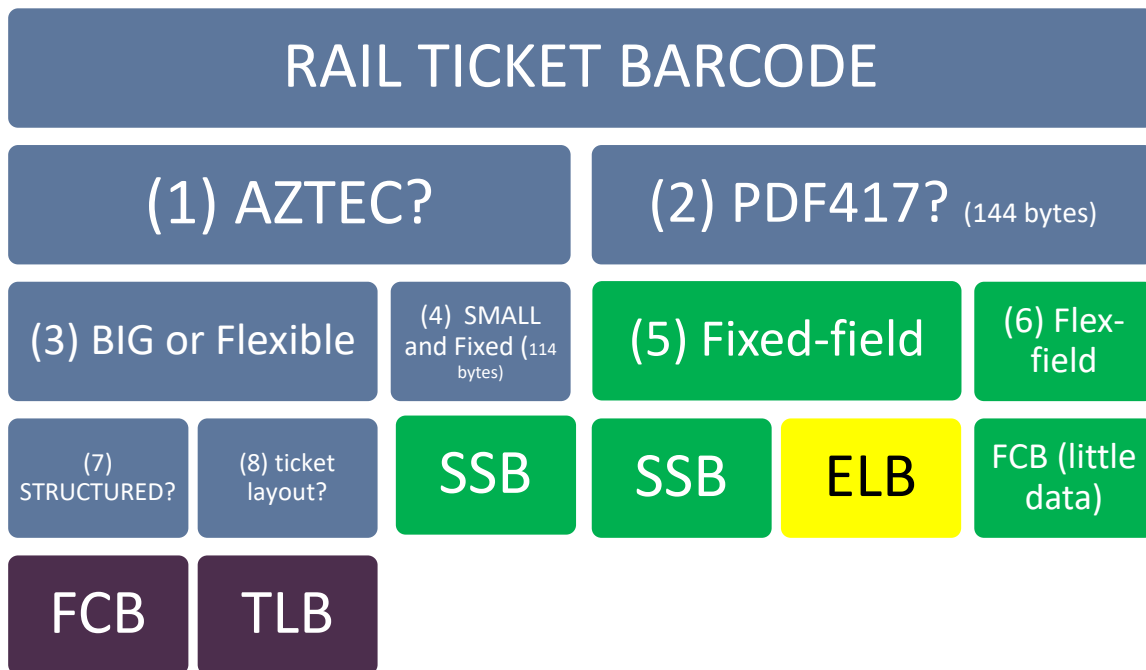 RAIL TICKET BARCODE
(1) AZTEC?
(2) PDF417? (144 bytes)
(3) BIG or Flexible
(4) SMALL
and Fixed (114
bytes)
(5) Fixed-field
(6) Flex-
field
(7)
STRUCTURED?
(8) ticket
layout?
SSB
SSB
ELB
FCB (little
data)
FCB
TLB